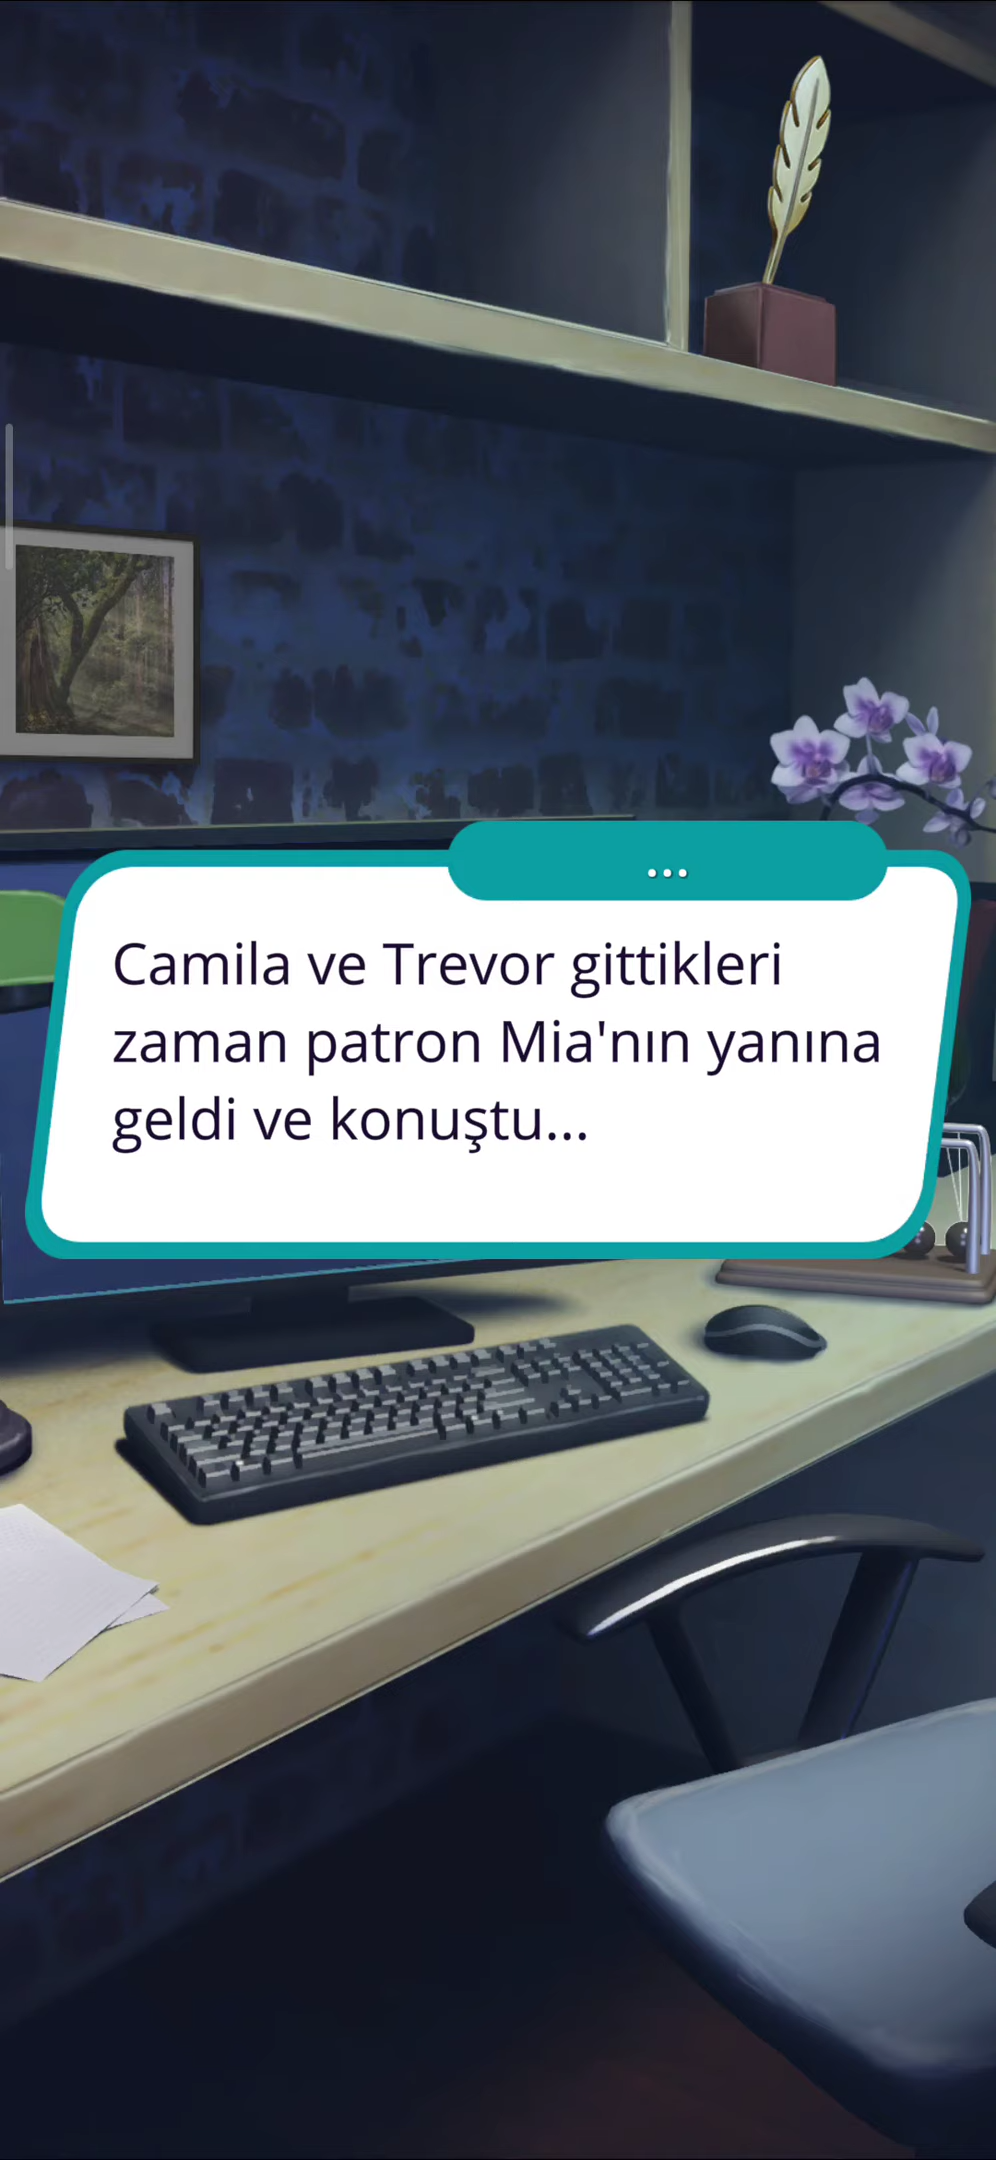 ...
Camila ve Trevor gittikleri
zaman patron Mia'nın yanına
geldi ve konuştu...